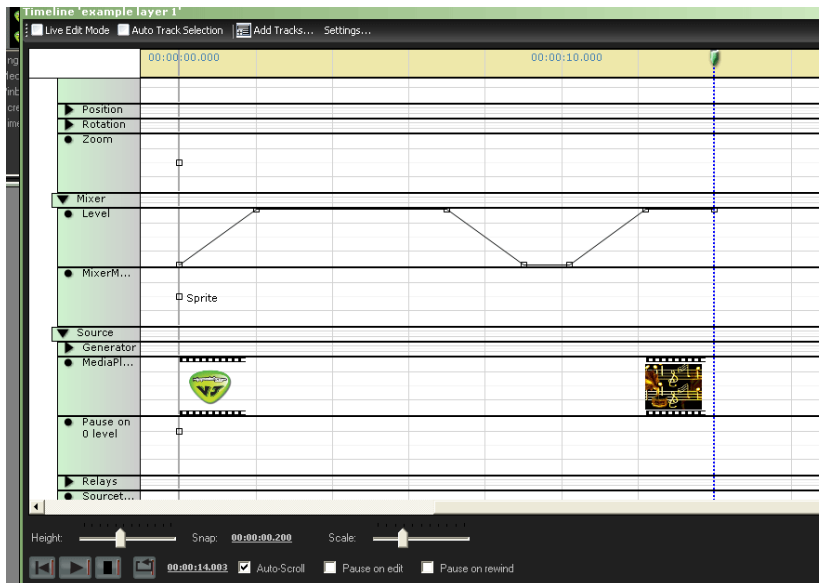 Timeline 'example layer 1'
Live Edit Mode Auto Track Selection Add Tracks... Settings...
00:00:00.000 00:00:10.000
Position
Rotation
Zoom
Mixer
Level
MixerM...
Sprite
Source
Generator
MediaPl...
VJ
Pause on
0 level
Relays
Sourcet...
Height: Snap: 00:00:00.200 Scale:
00:00:14.003 Auto-Scroll Pause on edit Pause on rewind